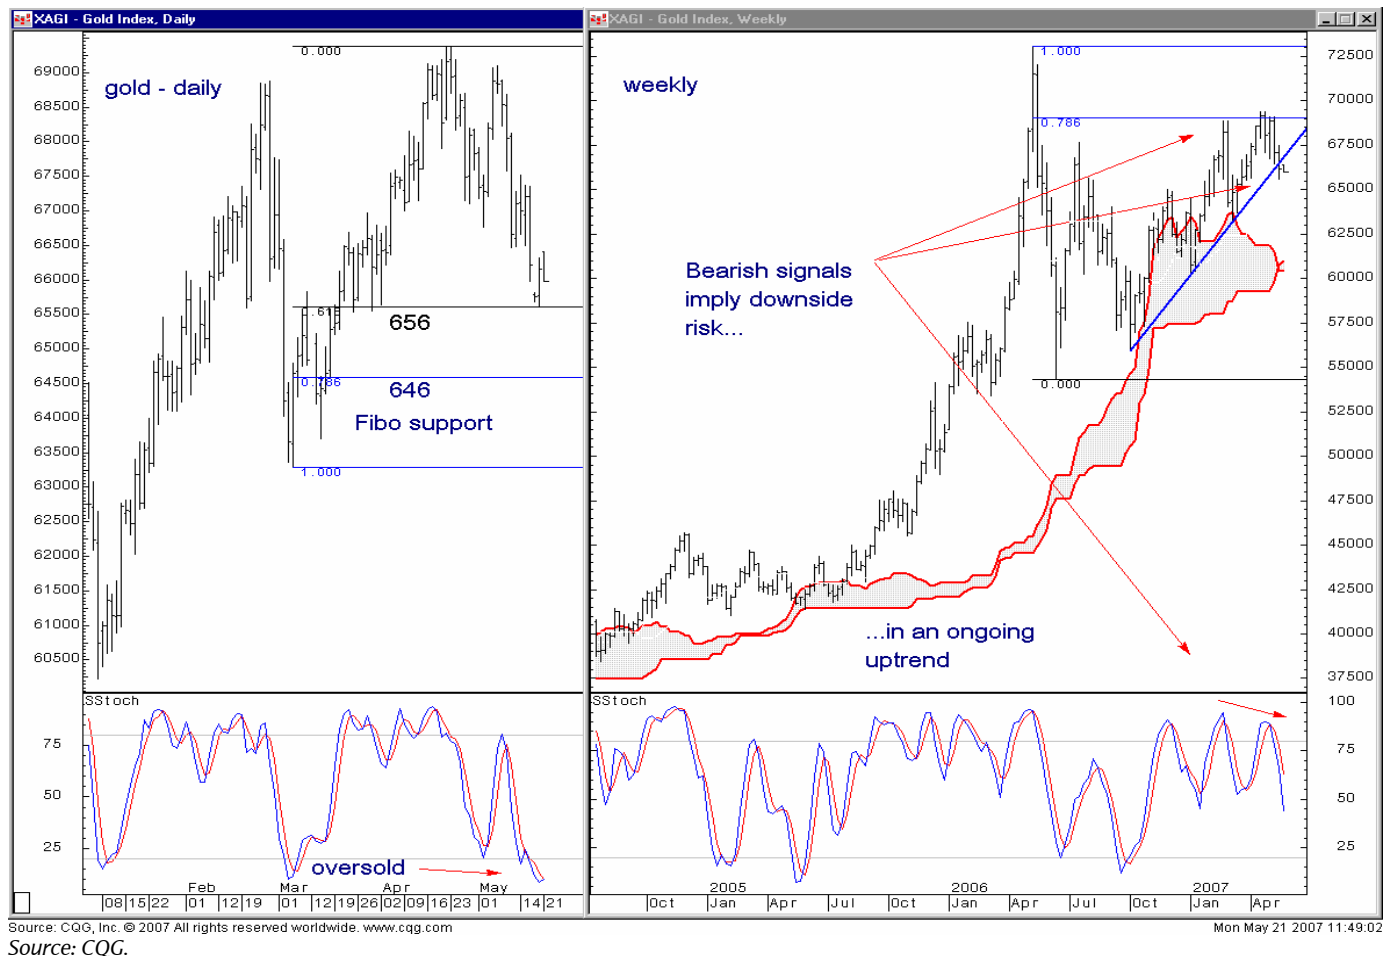 XAGI - Gold Index, Daily
XAGI - Gold Index, Weekly
gold - daily
weekly
69000
68500
68000
67500
67000
66500
66000
65500
65000
64500
64000
63500
63000
62500
62000
61500
61000
60500
0.000
656
0.786
646
Fibo support
1.000
1.000
0.786
0.000
Bearish signals
imply downside
risk...
...in an ongoing
uptrend
72500
70000
67500
65000
62500
60000
57500
55000
52500
50000
47500
45000
42500
40000
37500
SStoch
75
50
25
oversold
Feb Mar Apr May
08 15 22 01 12 19 01 12 19 26 02 09 16 23 01 14 21
SStoch
100
75
50
25
2005 2006 2007
Oct Jan Apr Jul Oct Jan Apr Jul Oct Jan Apr
Source: CQG, Inc. © 2007 All rights reserved worldwide. www.cqg.com
Mon May 21 2007 11:49:02
Source: CQG.